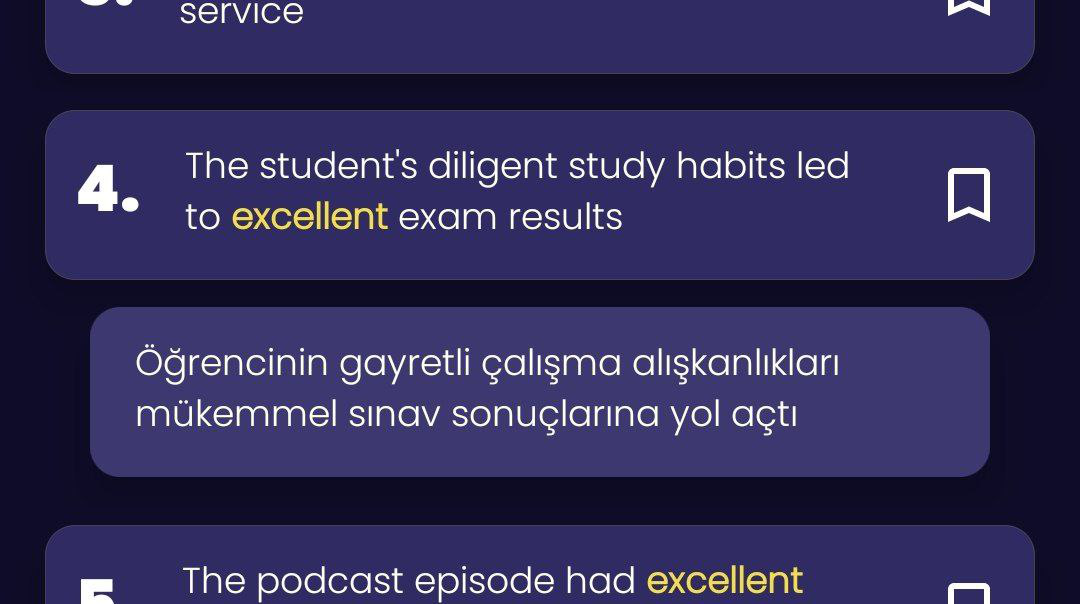 service
4. The student's diligent study habits led
to excellent exam results
Öğrencinin gayretli çalışma alışkanlıkları
mükemmel sınav sonuçlarına yol açtı
5. The podcast episode had excellent